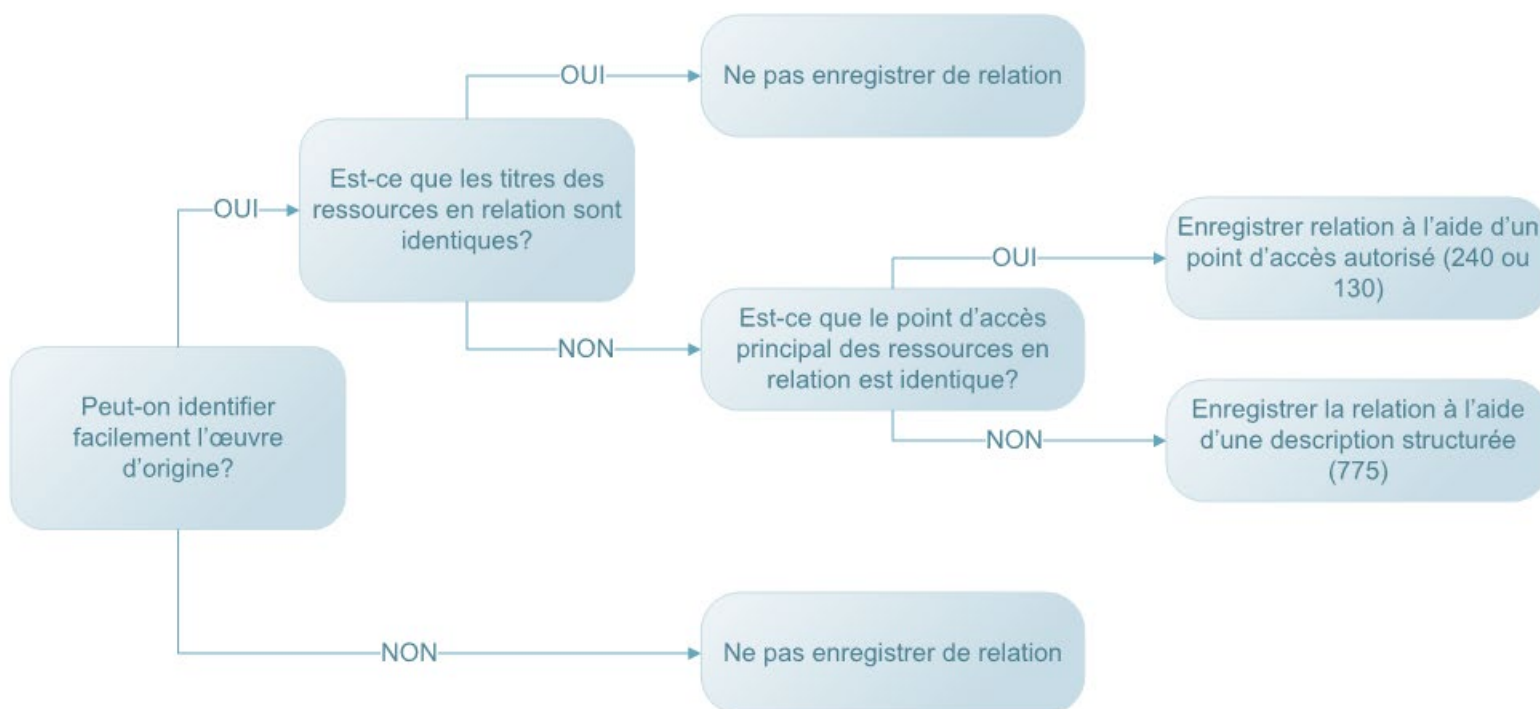 OUI
Ne pas enregistrer de relation
Est-ce que les titres des
ressources en relation sont
identiques?
OUI
OUI
Enregistrer relation à l'aide d'un
point d'accès autorisé (240 ou
130)
NON
Est-ce que le point d'accès
principal des ressources en
relation est identique?
Peut-on identifier
facilement l'œuvre
d'origine?
NON
Enregistrer la relation à l'aide
d'une description structurée
(775)
NON
Ne pas enregistrer de relation